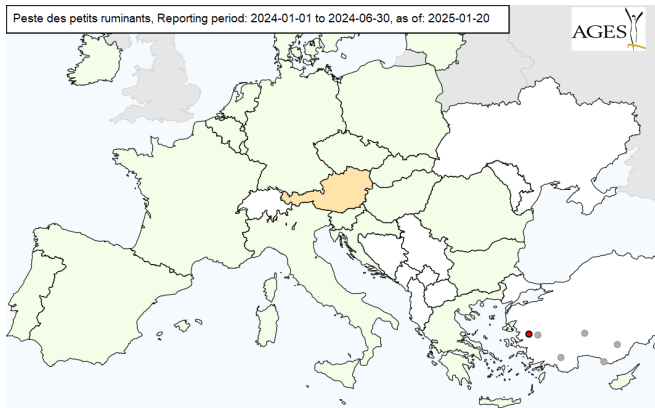 Peste des petits ruminants, Reporting period: 2024-01-01 to 2024-06-30, as of: 2025-01-20
AGES